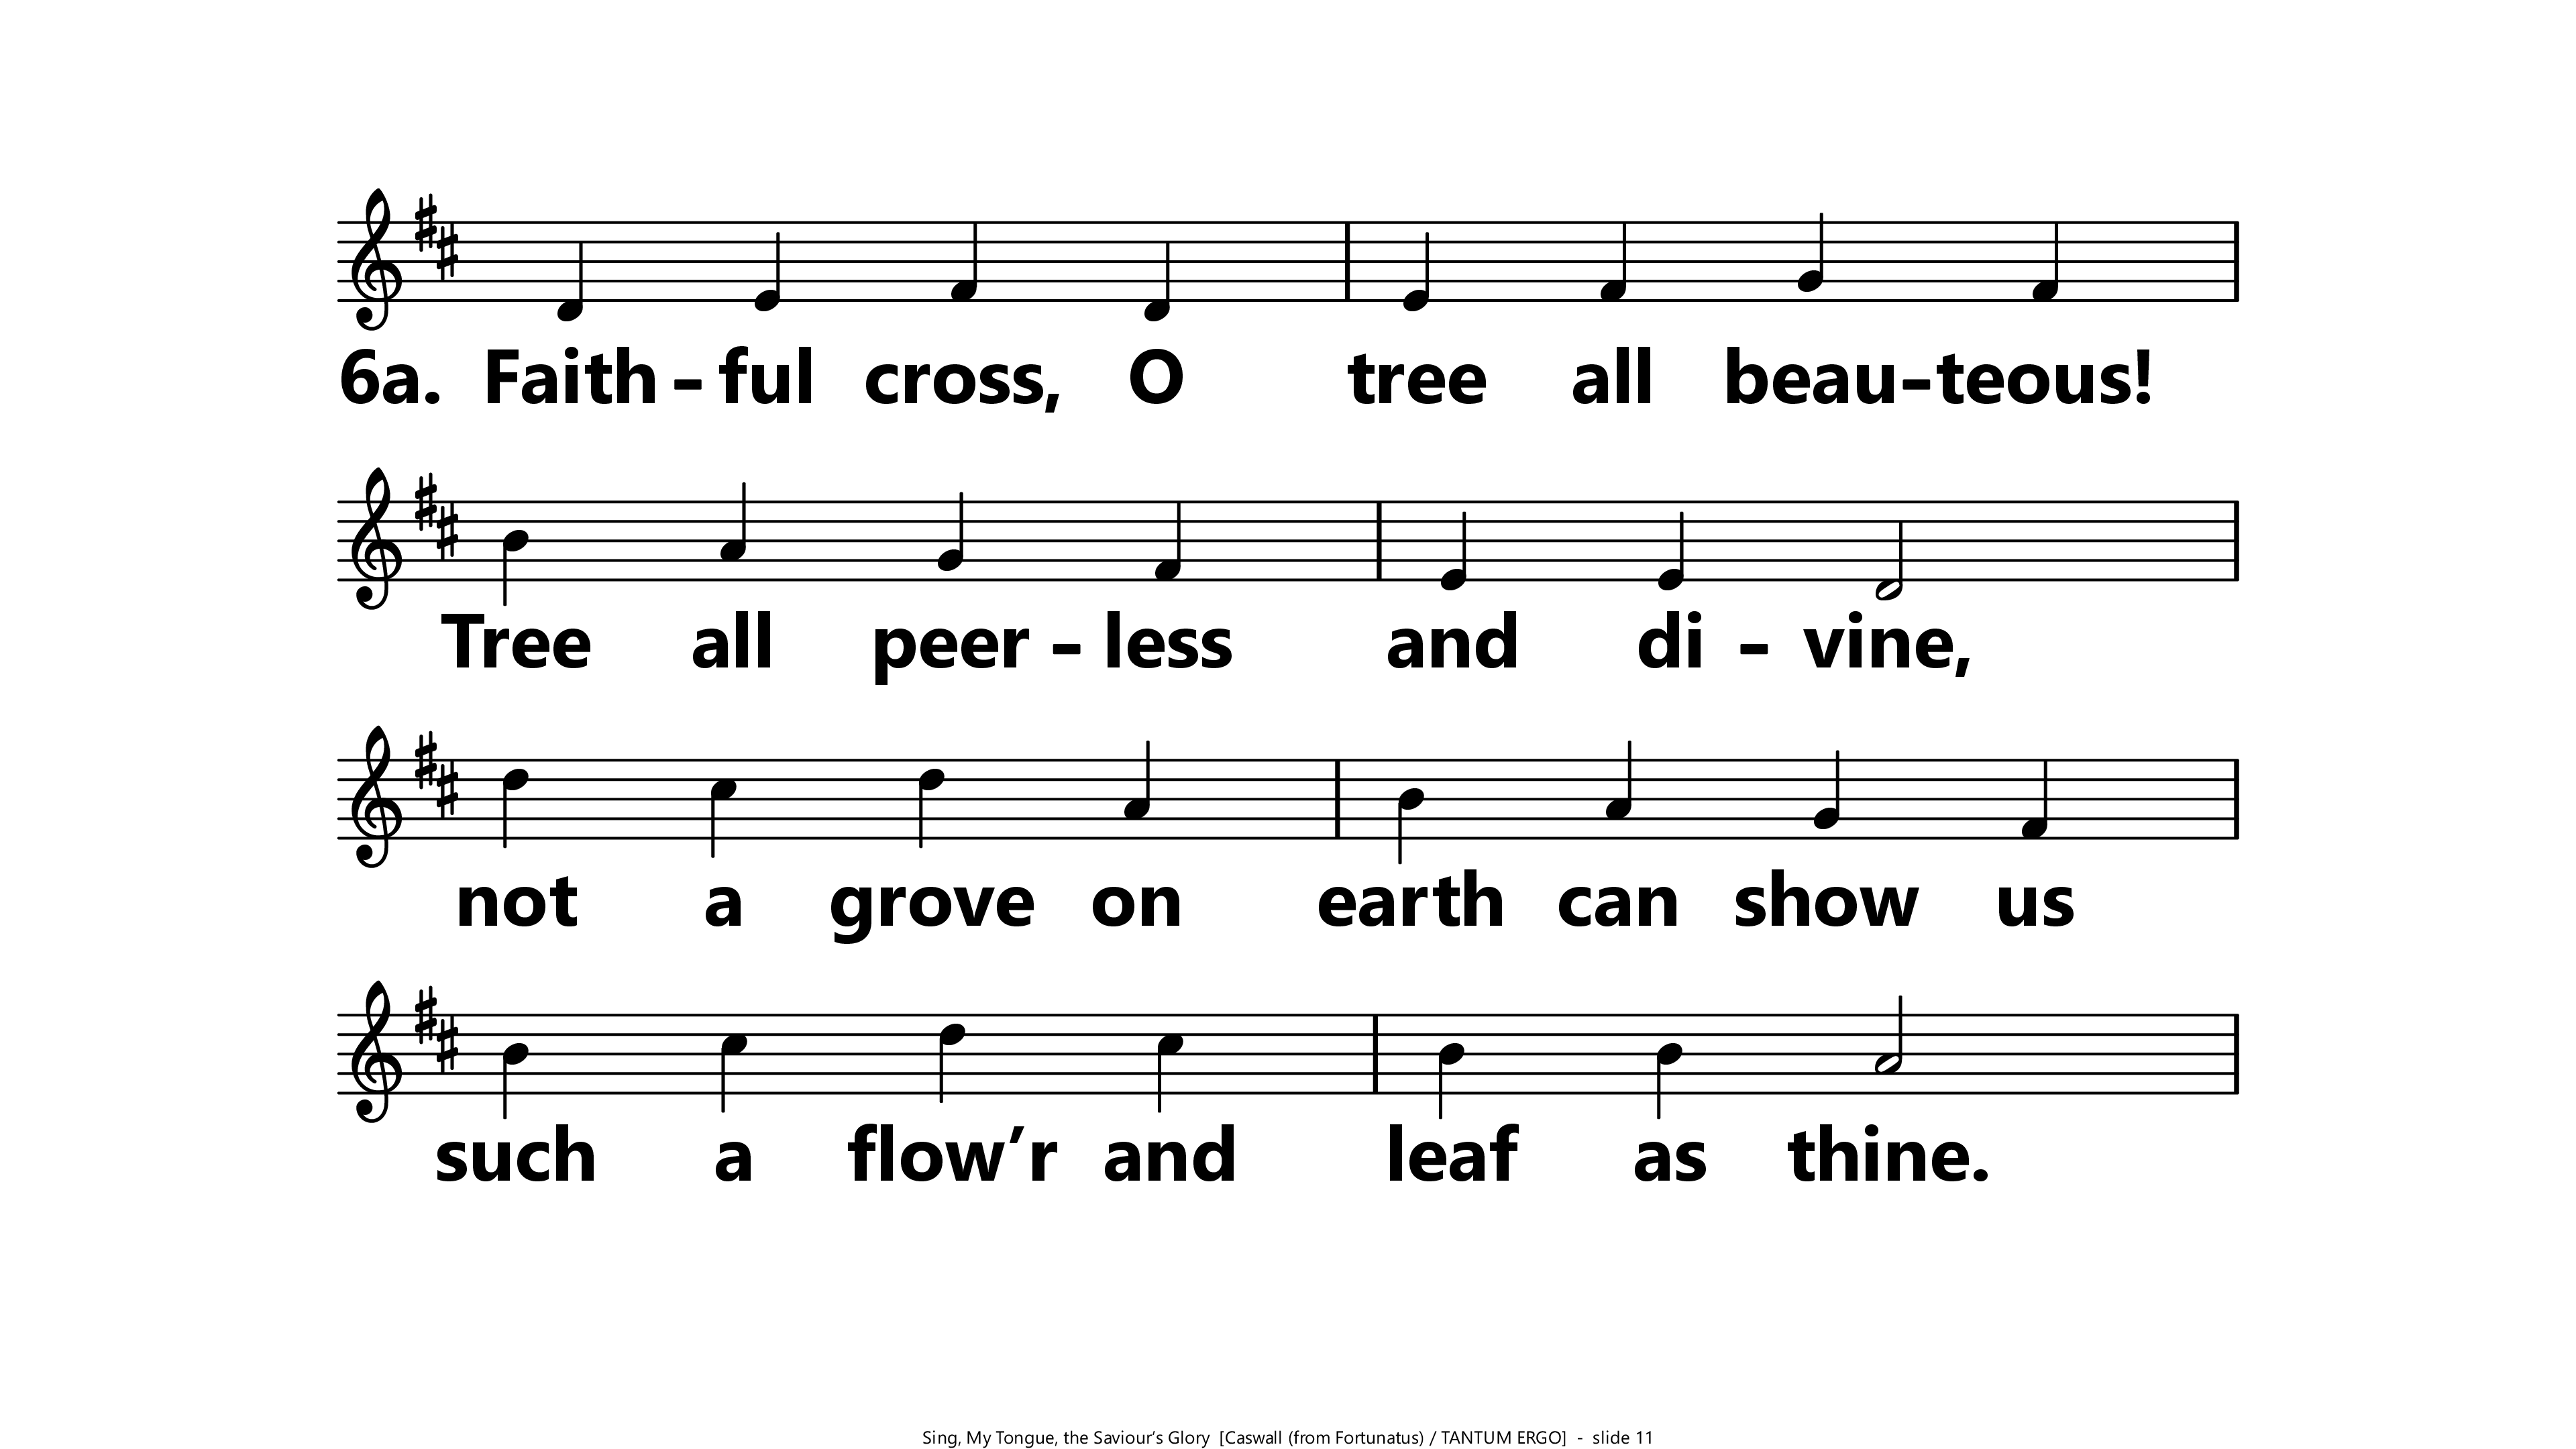 6a. Faith - ful cross, O tree all beau-teous!
Tree all peer - less and di - vine,
not a grove on earth can show us
such a flow’r and leaf as thine.
Sing, My Tongue, the Saviour’s Glory [Caswall (from Fortunatus) / TANTUM ERGO] - slide 11